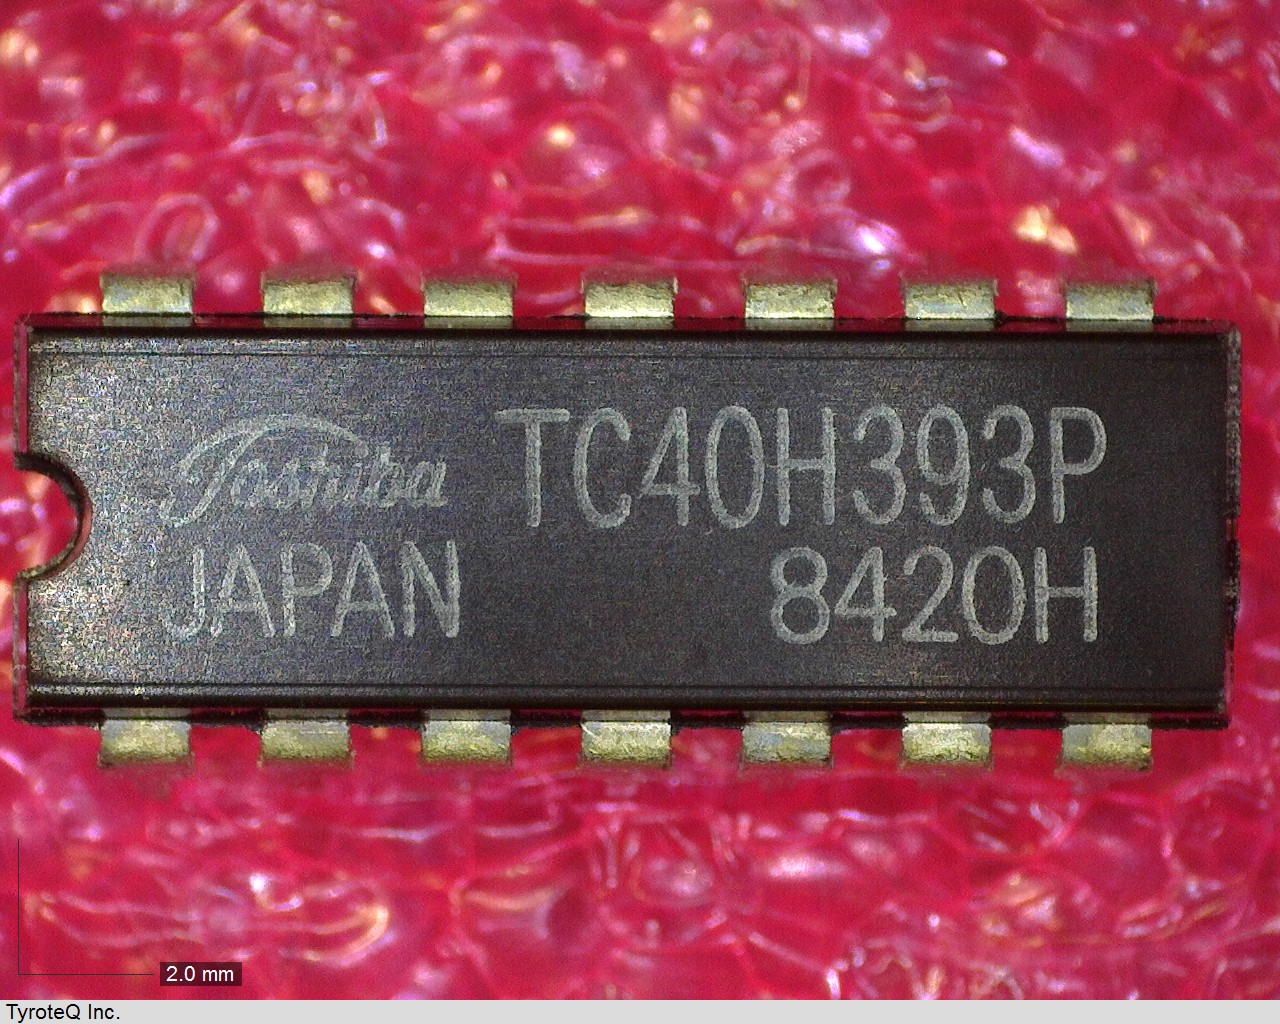 Toshiba TC40H393P
JAPAN 8420H
2.0 mm
TyroteQ Inc.